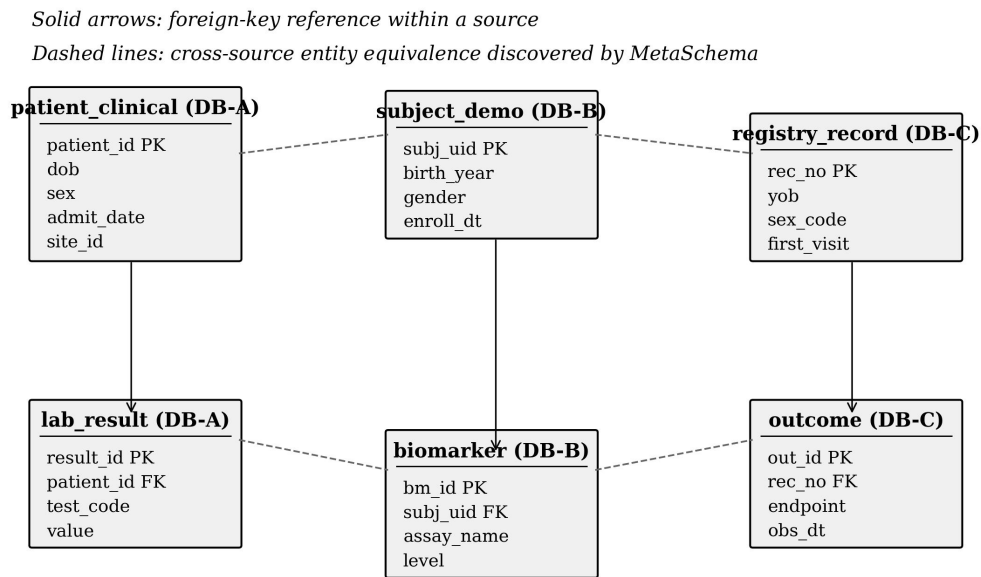 Solid arrows: foreign-key reference within a source
Dashed lines: cross-source entity equivalence discovered by MetaSchema
patient_clinical (DB-A)
patient_id PK
dob
sex
admit_date
site_id
subject_demo (DB-B)
subj_uid PK
birth_year
gender
enroll_dt
registry_record (DB-C)
rec_no PK
yob
sex_code
first_visit
lab_result (DB-A)
result_id PK
patient_id FK
test_code
value
biomarker (DB-B)
bm_id PK
subj_uid FK
assay_name
level
outcome (DB-C)
out_id PK
rec_no FK
endpoint
obs_dt